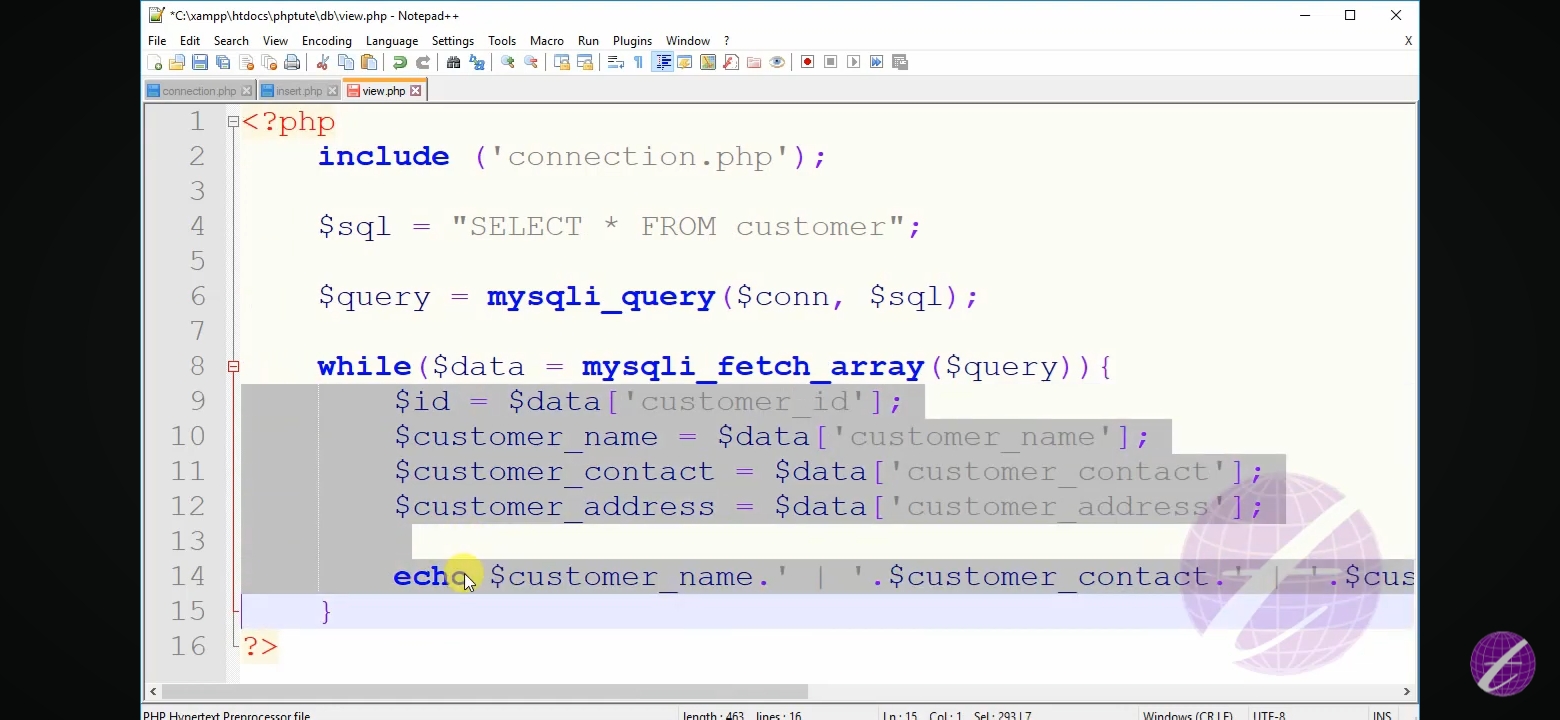 *C:\xampp\htdocs\phptute\db\view.php - Notepad++
File Edit Search View Encoding Language Settings Tools Macro Run Plugins Window ? X
connection.php insert.php view.php
1 <?php
2 include ('connection.php');
3
4 $sql = "SELECT * FROM customer";
5
6 $query = mysqli_query($conn, $sql);
7
8 while($data = mysqli_fetch_array($query)){
9 $id = $data['customer_id'];
10 $customer_name = $data['customer_name'];
11 $customer_contact = $data['customer_contact'];
12 $customer_address = $data['customer_address'];
13
14 echo $customer_name.' | '.$customer_contact.' | '.$cus
15 }
16 ?>
PHP Hypertext Preprocessor file length : 463 lines : 16 Ln : 15 Col : 1 Sel : 293 | 7 Windows (CR LF) UTF-8 INS